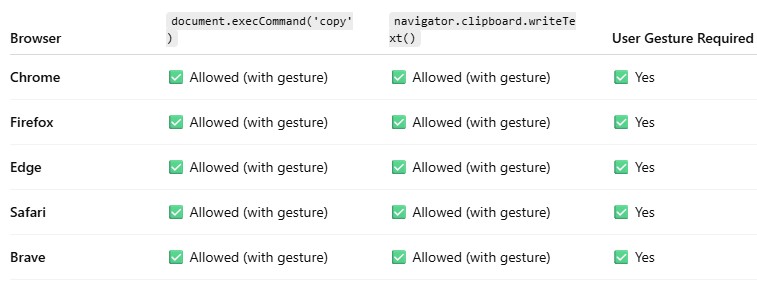 Browser document.execCommand('copy' navigator.clipboard.writeTe User Gesture Required
) xt()
Chrome ✅ Allowed (with gesture) ✅ Allowed (with gesture) ✅ Yes
Firefox ✅ Allowed (with gesture) ✅ Allowed (with gesture) ✅ Yes
Edge ✅ Allowed (with gesture) ✅ Allowed (with gesture) ✅ Yes
Safari ✅ Allowed (with gesture) ✅ Allowed (with gesture) ✅ Yes
Brave ✅ Allowed (with gesture) ✅ Allowed (with gesture) ✅ Yes